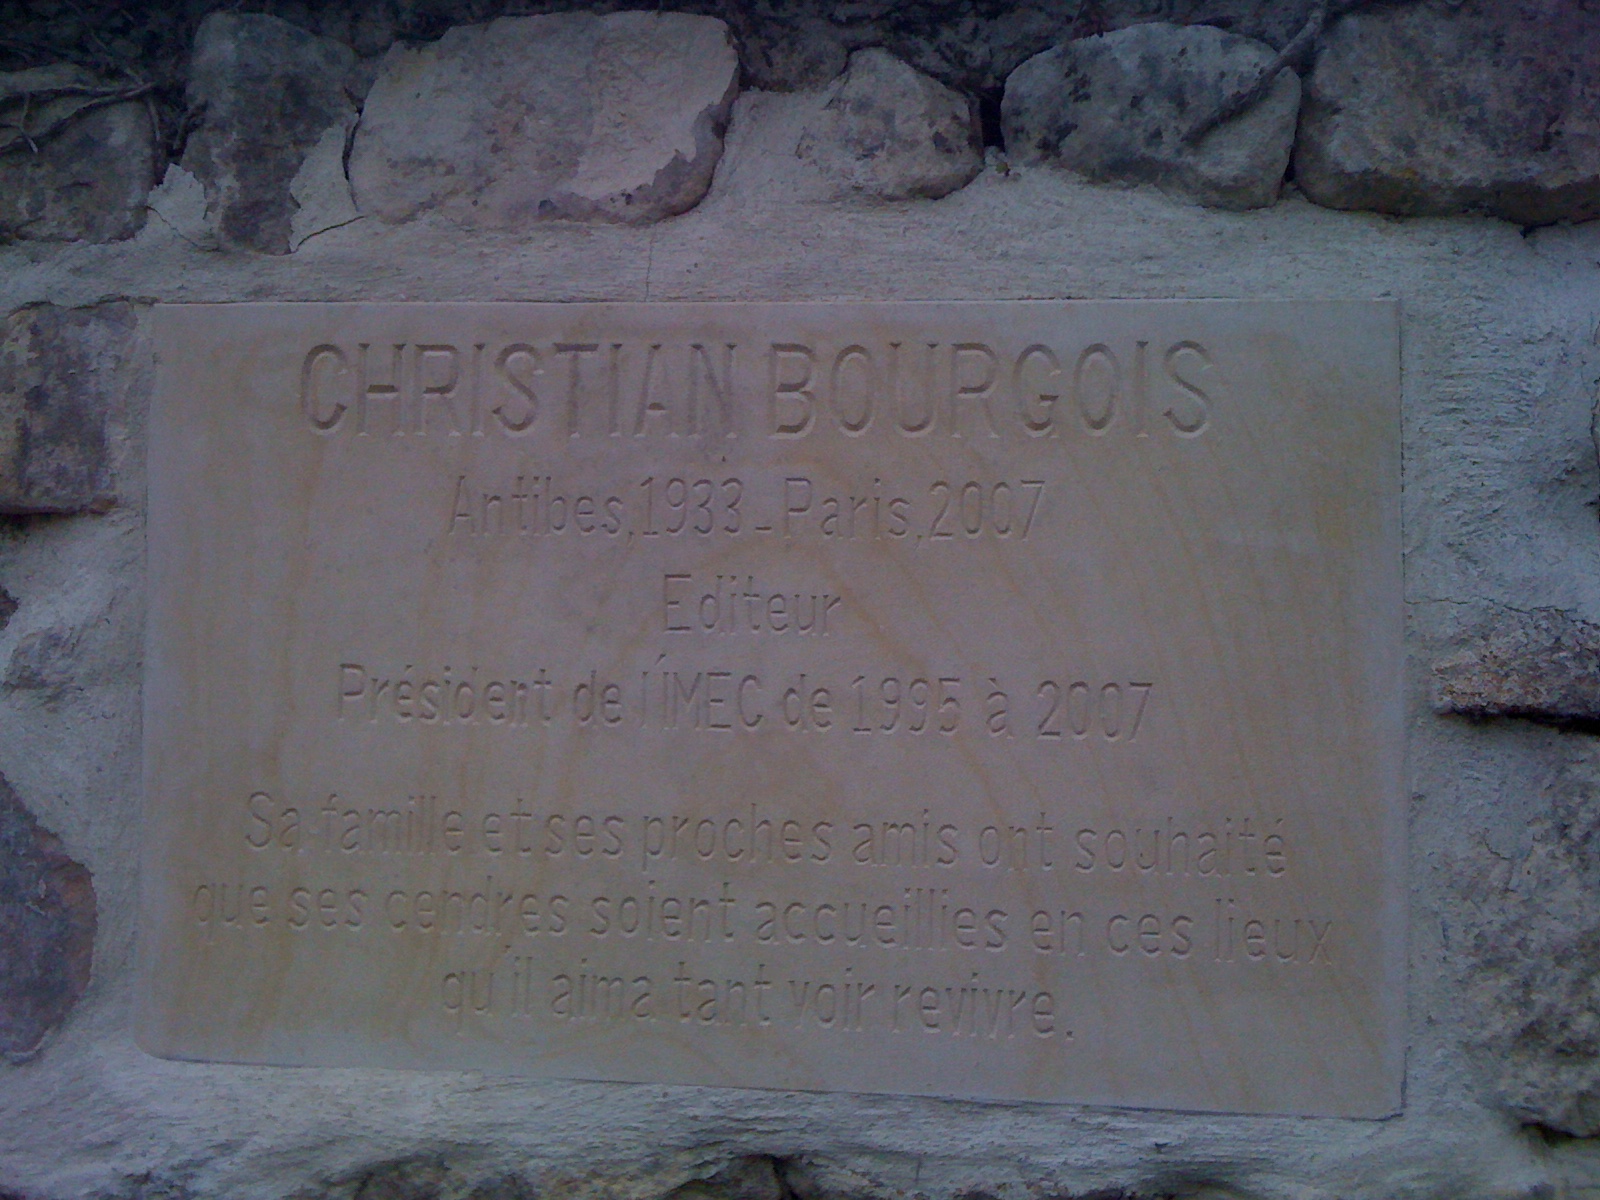 CHRISTIAN BOURGOIS
Antibes, 1933 - Paris, 2007
Editeur
Président de l'IMEC de 1995 à 2007
Sa famille et ses proches amis ont souhaité
que ses cendres soient accueillies en ces lieux
qu'il aima tant voir revivre.